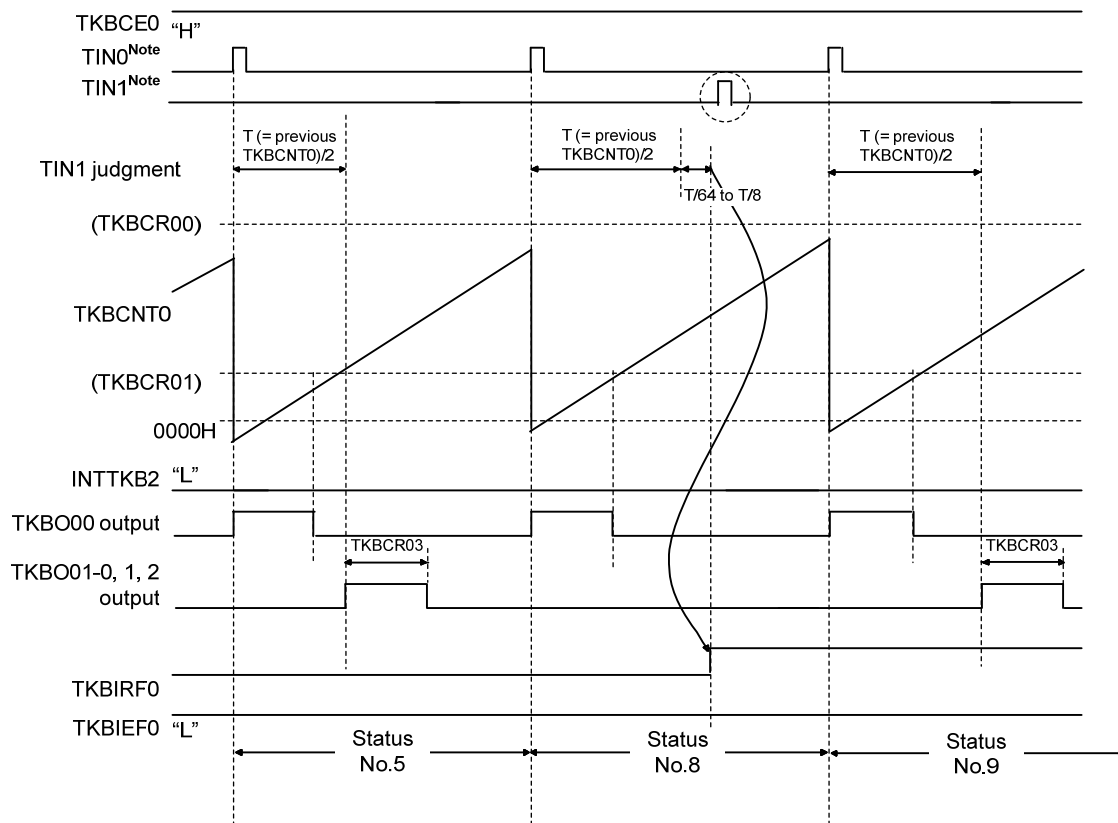 TKBCE0 “H”
TIN0Note
TIN1Note
T (= previous
TKBCNT0)/2
T (= previous
TKBCNT0)/2
T (= previous
TKBCNT0)/2
TIN1 judgment
T/64 to T/8
(TKBCR00)
TKBCNT0
(TKBCR01)
0000H
INTTKB2 “L”
TKBO00 output
TKBCR03
TKBCR03
TKBO01-0, 1, 2
output
TKBIRF0
TKBIEF0 “L”
Status
No.5
Status
No.8
Status
No.9